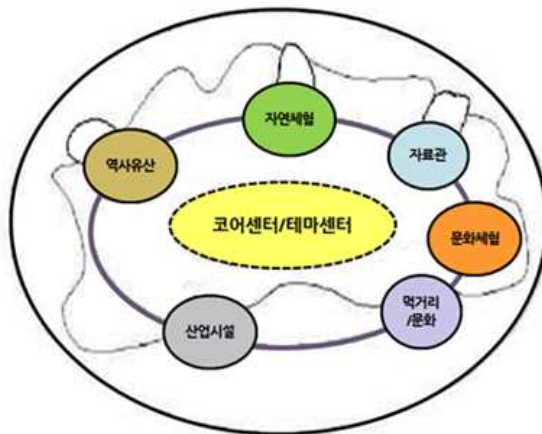 자연체험
자료관
역사유산
코어센터/테마센터
문화체험
먹거리
/문화
산업시설